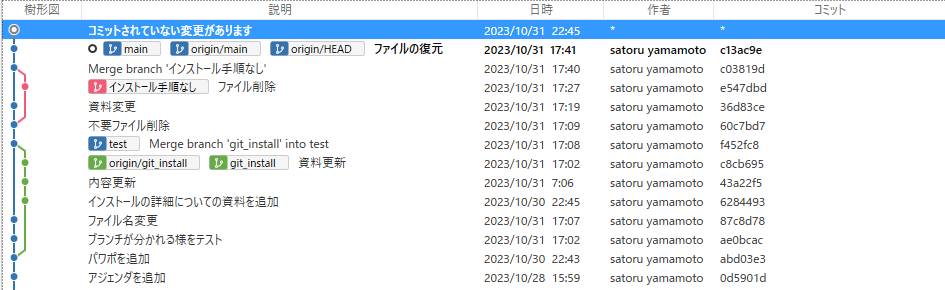 樹形図 説明 日時 作者 コミット
コミットされていない変更があります 2023/10/31 22:45 * *
main origin/main origin/HEAD ファイルの復元 2023/10/31 17:41 satoru yamamoto c13ac9e
Merge branch 'インストール手順なし' 2023/10/31 17:40 satoru yamamoto c03819d
インストール手順なし ファイル削除 2023/10/31 17:27 satoru yamamoto e547dbd
資料変更 2023/10/31 17:19 satoru yamamoto 36d83ce
不要ファイル削除 2023/10/31 17:09 satoru yamamoto 60c7bd7
test Merge branch 'git_install' into test 2023/10/31 17:08 satoru yamamoto f452fc8
origin/git_install git_install 資料更新 2023/10/31 17:02 satoru yamamoto c8cb695
内容更新 2023/10/31 7:06 satoru yamamoto 43a22f5
インストールの詳細についての資料を追加 2023/10/30 22:45 satoru yamamoto 6284493
ファイル名変更 2023/10/31 17:07 satoru yamamoto 87c8d78
ブランチが分かれる様をテスト 2023/10/31 17:02 satoru yamamoto ae0bcac
パワポを追加 2023/10/30 22:43 satoru yamamoto abd03e3
アジェンダを追加 2023/10/28 15:59 satoru yamamoto 0d5901d